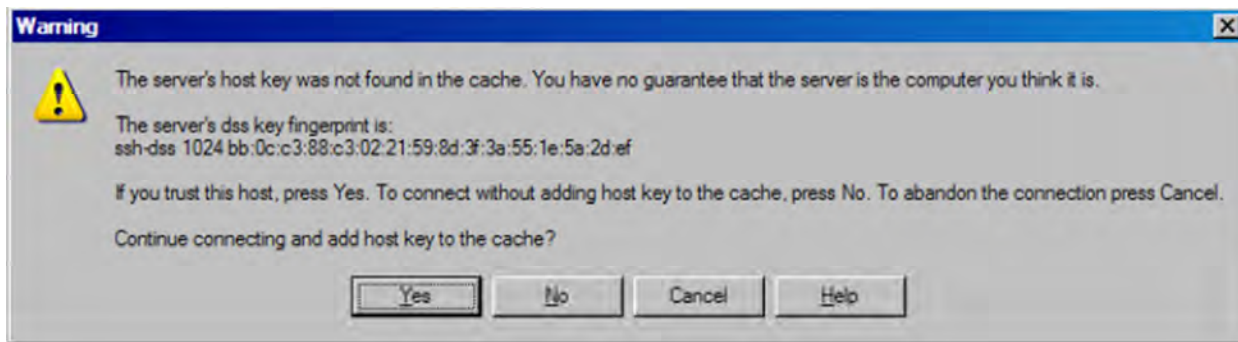 Warning
The server's host key was not found in the cache. You have no guarantee that the server is the computer you think it is.
The server's dss key fingerprint is:
ssh-dss 1024 bb:0c:c3:88:c3:02:21:59:8d:3f:3a:55:1e:5a:2d:ef
If you trust this host, press Yes. To connect without adding host key to the cache, press No. To abandon the connection press Cancel.
Continue connecting and add host key to the cache?
Yes No Cancel Help